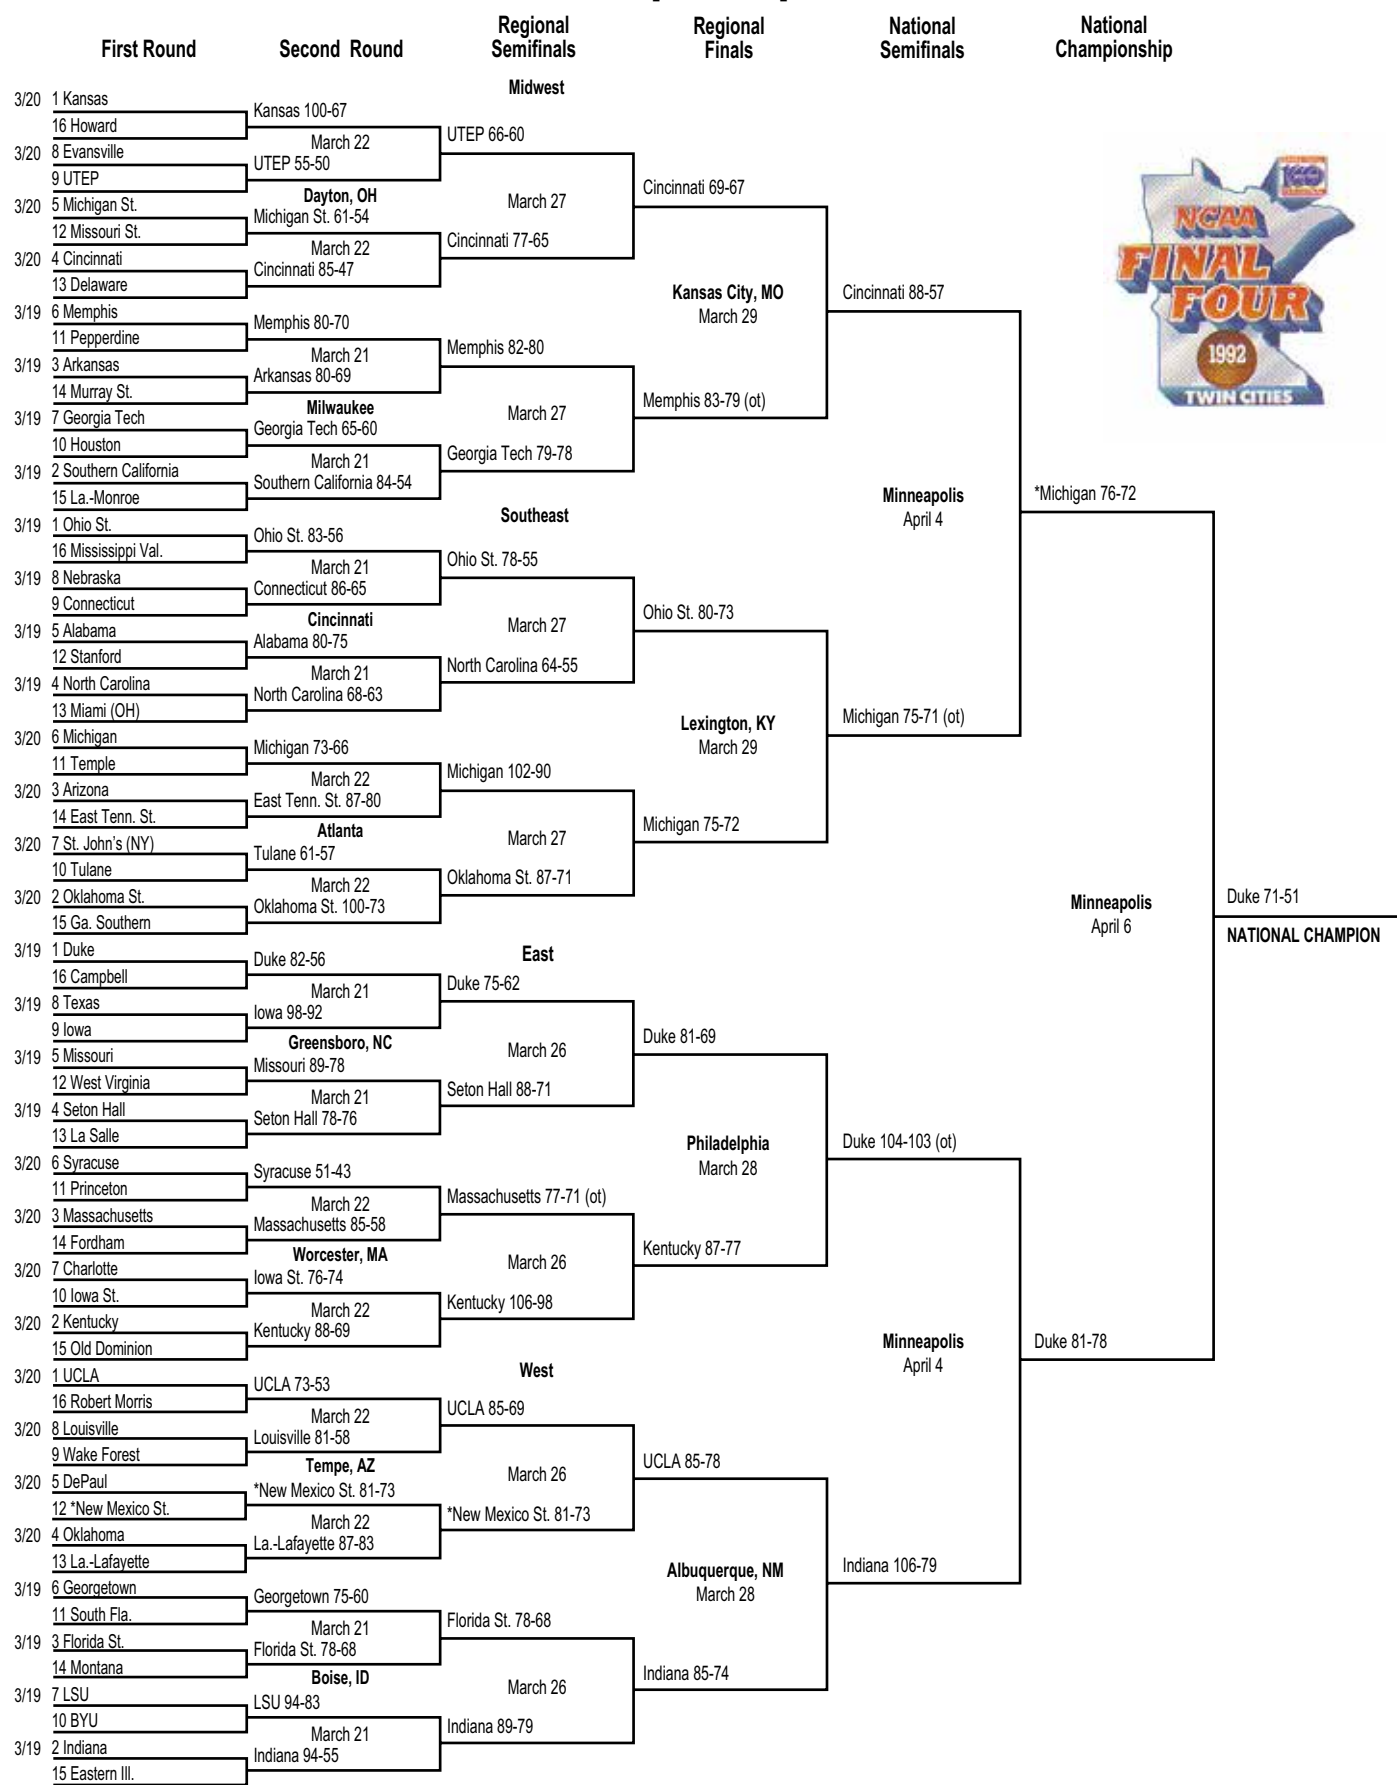 First Round
Second Round
Regional
Semifinals
Regional
Finals
National
Semifinals
National
Championship
Midwest
3/20 1 Kansas
16 Howard
3/20 8 Evansville
9 UTEP
3/20 5 Michigan St.
12 Missouri St.
3/20 4 Cincinnati
13 Delaware
3/19 6 Memphis
11 Pepperdine
3/19 3 Arkansas
14 Murray St.
3/19 7 Georgia Tech
10 Houston
3/19 2 Southern California
15 La.-Monroe
3/19 1 Ohio St.
16 Mississippi Val.
3/19 8 Nebraska
9 Connecticut
3/19 5 Alabama
12 Stanford
3/19 4 North Carolina
13 Miami (OH)
3/20 6 Michigan
11 Temple
3/20 3 Arizona
14 East Tenn. St.
3/20 7 St. John's (NY)
10 Tulane
3/20 2 Oklahoma St.
15 Ga. Southern
3/19 1 Duke
16 Campbell
3/19 8 Texas
9 Iowa
3/19 5 Missouri
12 West Virginia
3/19 4 Seton Hall
13 La Salle
3/20 6 Syracuse
11 Princeton
3/20 3 Massachusetts
14 Fordham
3/20 7 Charlotte
10 Iowa St.
3/20 2 Kentucky
15 Old Dominion
3/20 1 UCLA
16 Robert Morris
3/20 8 Louisville
9 Wake Forest
3/20 5 DePaul
12 *New Mexico St.
3/20 4 Oklahoma
13 La.-Lafayette
3/19 6 Georgetown
11 South Fla.
3/19 3 Florida St.
14 Montana
3/19 7 LSU
10 BYU
3/19 2 Indiana
15 Eastern Ill.
Kansas 100-67
March 22
UTEP 55-50
Dayton, OH
Michigan St. 61-54
March 22
Cincinnati 85-47
Memphis 80-70
March 21
Arkansas 80-69
Milwaukee
Georgia Tech 65-60
March 21
Southern California 84-54
Ohio St. 83-56
March 21
Connecticut 86-65
Cincinnati
Alabama 80-75
March 21
North Carolina 68-63
Michigan 73-66
March 22
East Tenn. St. 87-80
Atlanta
Tulane 61-57
March 22
Oklahoma St. 100-73
Duke 82-56
March 21
Iowa 98-92
Greensboro, NC
Missouri 89-78
March 21
Seton Hall 78-76
Syracuse 51-43
March 22
Massachusetts 85-58
Worcester, MA
Iowa St. 76-74
March 22
Kentucky 88-69
UCLA 73-53
March 22
Louisville 81-58
Tempe, AZ
*New Mexico St. 81-73
March 22
La.-Lafayette 87-83
Georgetown 75-60
March 21
Florida St. 78-68
Boise, ID
LSU 94-83
March 21
Indiana 94-55
UTEP 66-60
March 27
Cincinnati 77-65
Memphis 82-80
March 27
Georgia Tech 79-78
Southeast
Ohio St. 78-55
March 27
North Carolina 64-55
Michigan 102-90
March 27
Oklahoma St. 87-71
East
Duke 75-62
March 26
Seton Hall 88-71
Massachusetts 77-71 (ot)
March 26
Kentucky 106-98
West
UCLA 85-69
March 26
*New Mexico St. 81-73
Florida St. 78-68
March 26
Indiana 89-79
Cincinnati 69-67
Kansas City, MO
March 29
Memphis 83-79 (ot)
Ohio St. 80-73
Lexington, KY
March 29
Michigan 75-72
Duke 81-69
Philadelphia
March 28
Kentucky 87-77
UCLA 85-78
Albuquerque, NM
March 28
Indiana 85-74
Cincinnati 88-57
Minneapolis
April 4
Michigan 75-71 (ot)
Duke 104-103 (ot)
Minneapolis
April 4
Indiana 106-79
*Michigan 76-72
Minneapolis
April 6
Duke 81-78
Duke 71-51
NATIONAL CHAMPION
100
NCAA
FINAL
FOUR
1992
TWIN CITIES